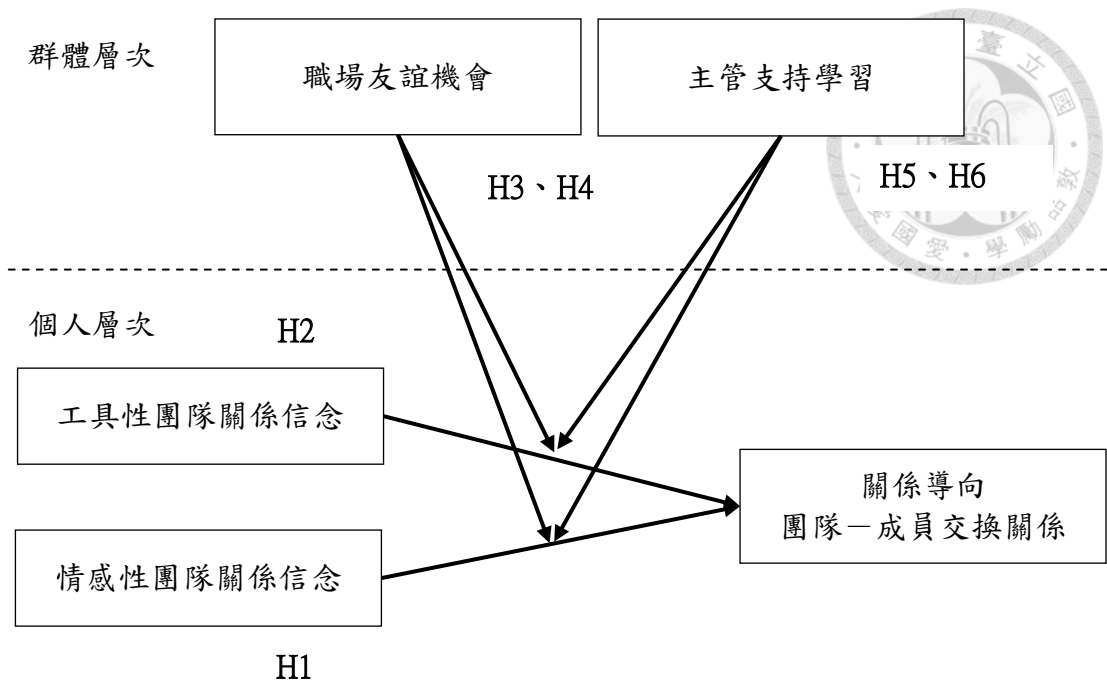 群體層次
職場友誼機會
主管支持學習
H3、H4
H5、H6
個人層次
H2
工具性團隊關係信念
關係導向
團隊－成員交換關係
情感性團隊關係信念
H1